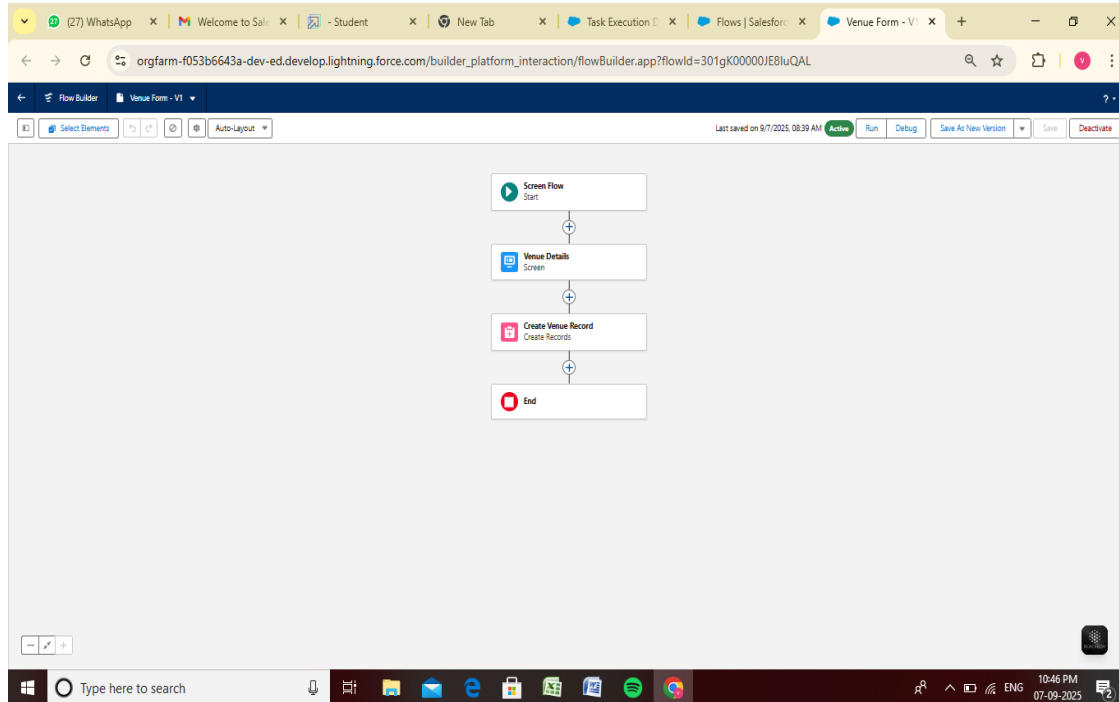 (27) WhatsApp
Welcome to Sale
- Student
New Tab
Task Execution D
Flows | Salesforc
Venue Form - V1
orgfarm-f053b6643a-dev-ed.develop.lightning.force.com/builder_platform_interaction/flowBuilder.app?flowId=301gK00000JE8IuQAL
V
Flow Builder
Venue Form - V1
?
Select Elements
Auto-Layout
Last saved on 9/7/2025, 08:39 AM
Active
Run
Debug
Save As New Version
Save
Deactivate
Screen Flow
Start
Venue Details
Screen
Create Venue Record
Create Records
End
Type here to search
ENG
10:46 PM
07-09-2025
2